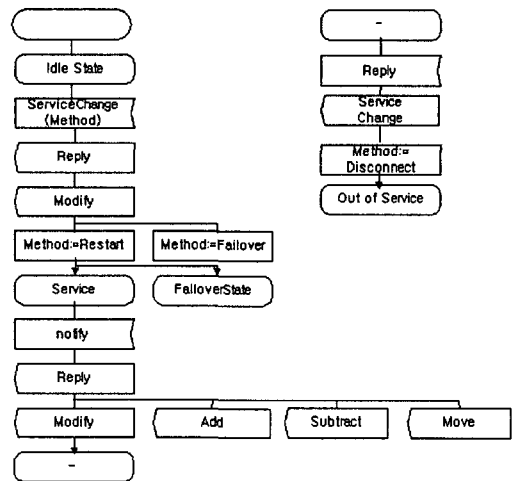 Idle State
ServiceChange
(Method)
Reply
Modify
Method:=Restart
Method:=Failover
Service
FailoverState
notify
Reply
Modify
Add
Subtract
Move
-
-
Reply
Service
Change
Method:=
Disconnect
Out of Service